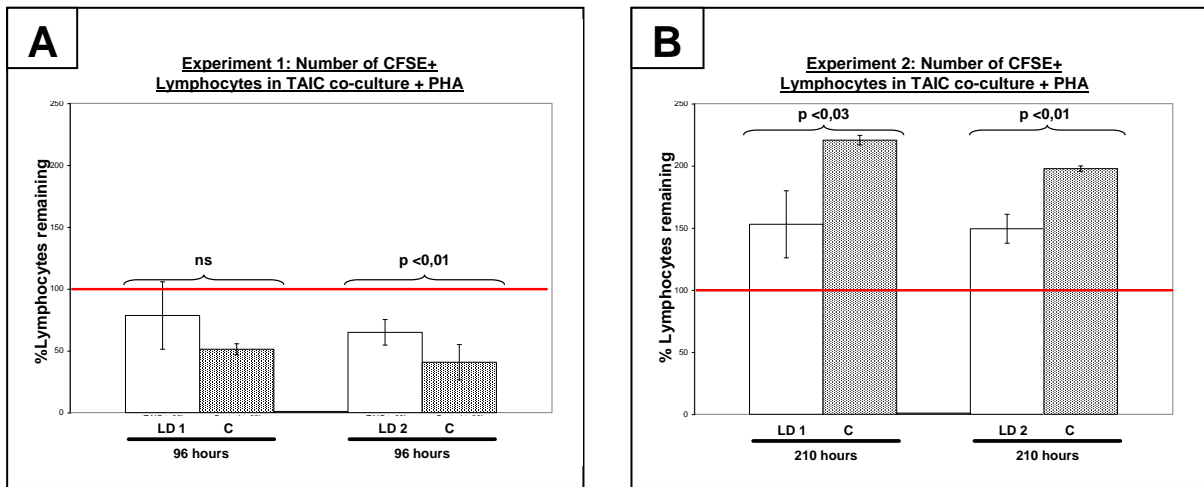 A
Experiment 1: Number of CFSE+
Lymphocytes in TAIC co-culture + PHA
%Lymphocytes remaining
250
200
150
100
50
0
ns
p <0,01
LD 1 C
LD 2 C
96 hours
96 hours
B
Experiment 2: Number of CFSE+
Lymphocytes in TAIC co-culture + PHA
% Lymphocytes remaining
250
200
150
100
50
0
p <0,03
p <0,01
LD 1 C
LD 2 C
210 hours
210 hours